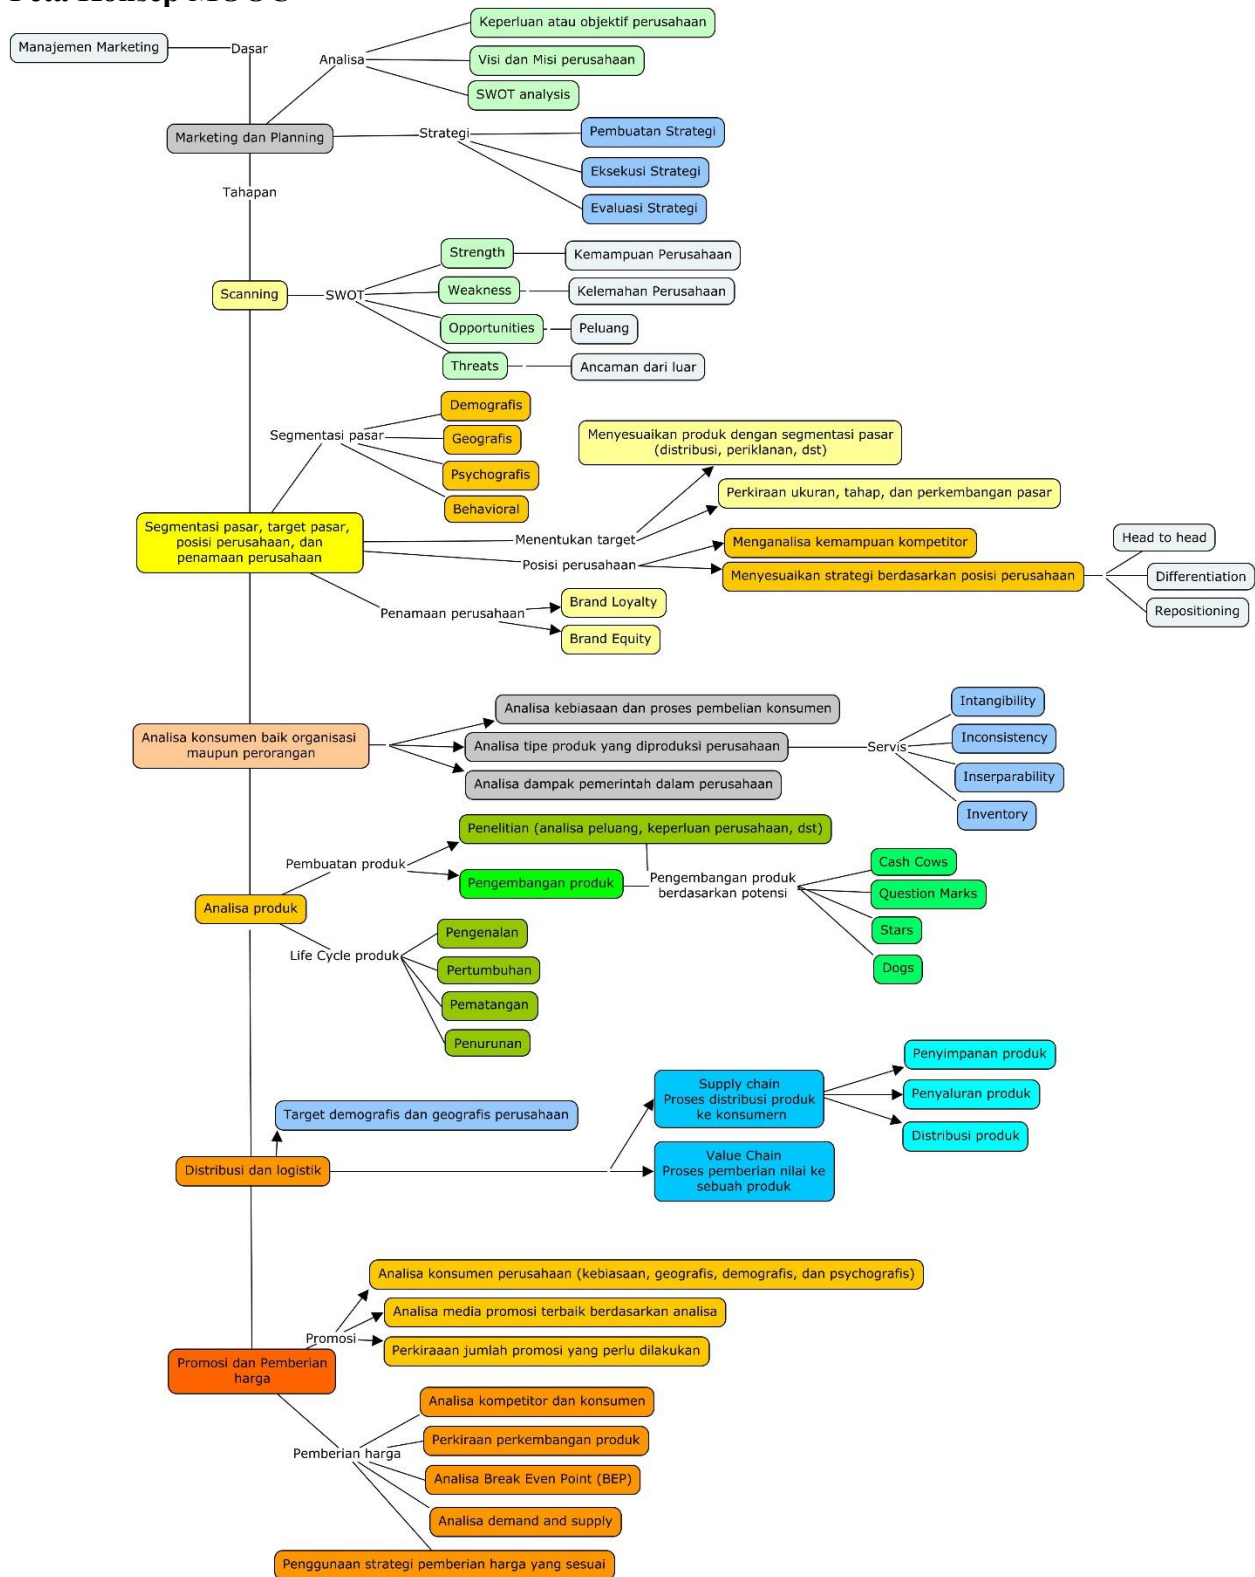 Peta Konsep MOOC
Manajemen Marketing
Dasar
Analisa
Keperluan atau objektif perusahaan
Visi dan Misi perusahaan
SWOT analysis
Marketing dan Planning
Strategi
Pembuatan Strategi
Eksekusi Strategi
Evaluasi Strategi
Tahapan
Scanning
SWOT
Strength
Kemampuan Perusahaan
Weakness
Kelemahan Perusahaan
Opportunities
Peluang
Threats
Ancaman dari luar
Segmentasi pasar
Demografis
Geografis
Psychografis
Behavioral
Segmentasi pasar, target pasar,
posisi perusahaan, dan
penamaan perusahaan
Menentukan target
Menyesuaikan produk dengan segmentasi pasar
(distribusi, periklanan, dst)
Perkiraan ukuran, tahap, dan perkembangan pasar
Posisi perusahaan
Menganalisa kemampuan kompetitor
Menyesuaikan strategi berdasarkan posisi perusahaan
Head to head
Differentiation
Repositioning
Penamaan perusahaan
Brand Loyalty
Brand Equity
Analisa konsumen baik organisasi
maupun perorangan
Analisa kebiasaan dan proses pembelian konsumen
Analisa tipe produk yang diproduksi perusahaan
Analisa dampak pemerintah dalam perusahaan
Servis
Intangibility
Inconsistency
Inserparability
Inventory
Analisa produk
Pembuatan produk
Penelitian (analisa peluang, keperluan perusahaan, dst)
Pengembangan produk
Pengembangan produk
berdasarkan potensi
Cash Cows
Question Marks
Stars
Dogs
Life Cycle produk
Pengenalan
Pertumbuhan
Pematangan
Penurunan
Distribusi dan logistik
Target demografis dan geografis perusahaan
Supply chain
Proses distribusi produk
ke konsumern
Penyimpanan produk
Penyaluran produk
Distribusi produk
Value Chain
Proses pemberian nilai ke
sebuah produk
Promosi dan Pemberian
harga
Promosi
Analisa konsumen perusahaan (kebiasaan, geografis, demografis, dan psychografis)
Analisa media promosi terbaik berdasarkan analisa
Perkiraaan jumlah promosi yang perlu dilakukan
Pemberian harga
Analisa kompetitor dan konsumen
Perkiraan perkembangan produk
Analisa Break Even Point (BEP)
Analisa demand and supply
Penggunaan strategi pemberian harga yang sesuai